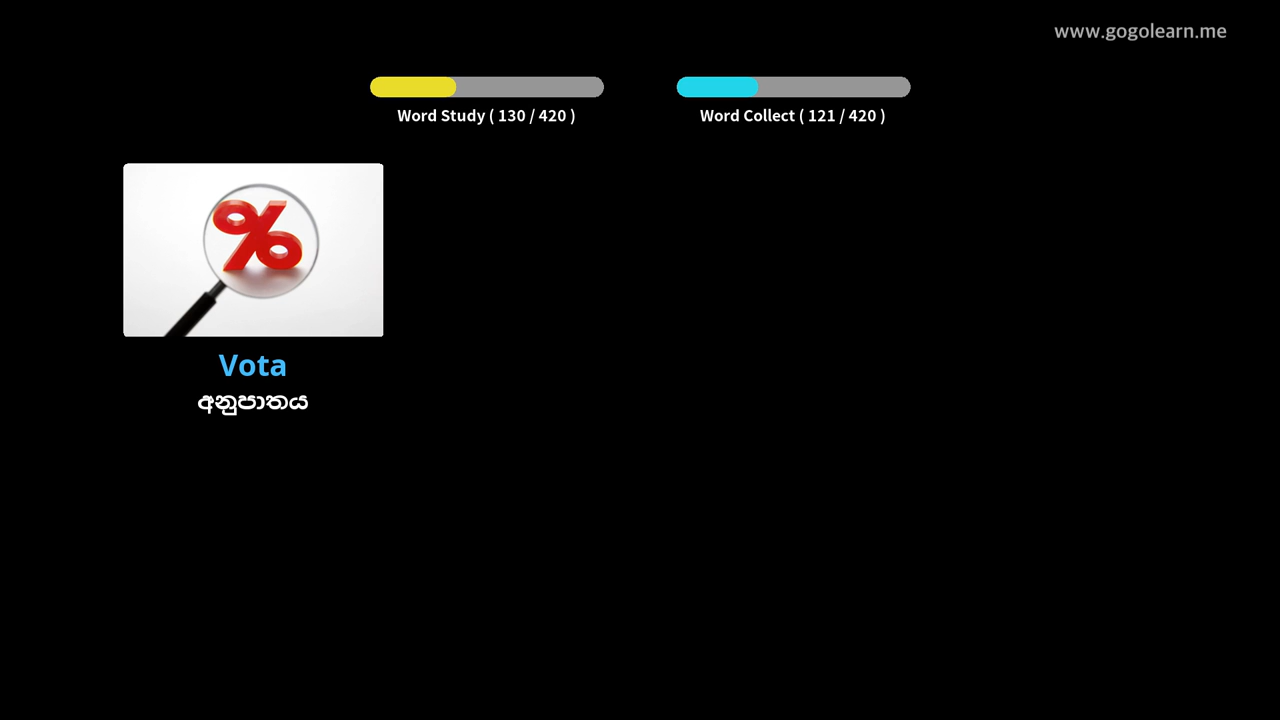 www.gogolearn.me
Word Study ( 130 / 420 )
Word Collect ( 121 / 420 )
%
Vota
අනුපාතය